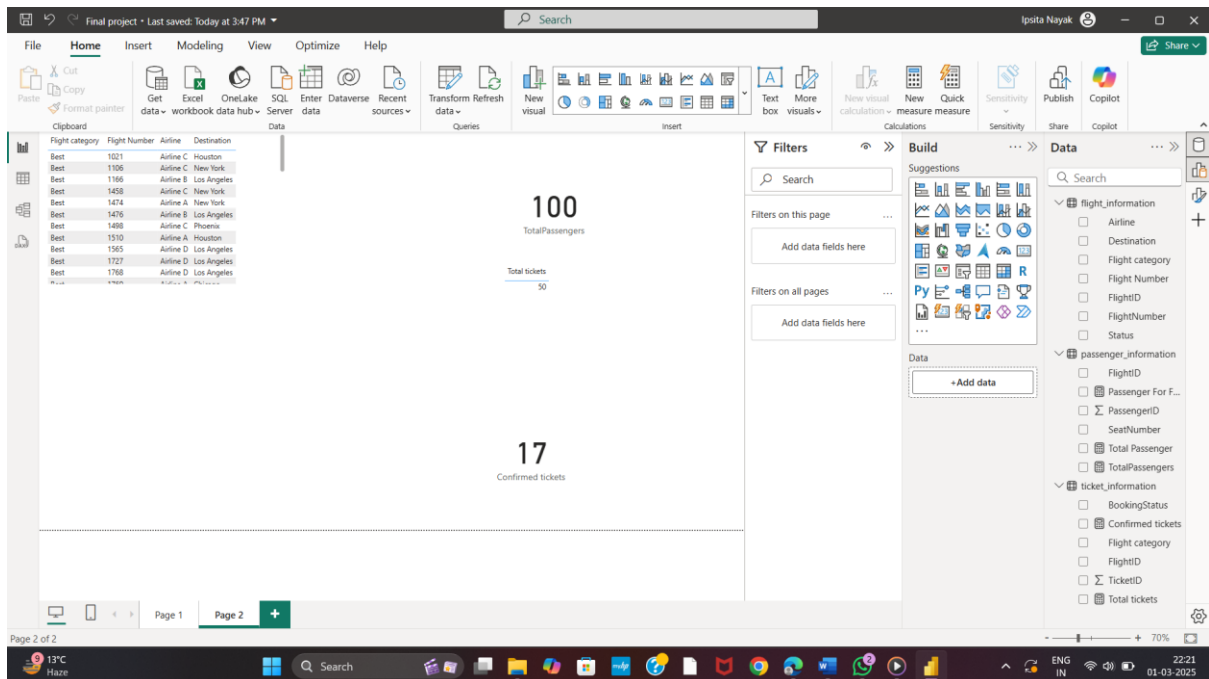 Final project • Last saved: Today at 3:47 PM
Search
Ipsita Nayak
File Home Insert Modeling View Optimize Help
Share
Paste
Cut
Copy
Format painter
Get data
Excel workbook
OneLake data hub
SQL Server
Enter data
Dataverse
Recent sources
Transform data
Refresh
New visual
Text box
More visuals
New visual calculation
New measure
Quick measure
Sensitivity
Publish
Copilot
Clipboard
Data
Queries
Insert
Calculations
Sensitivity
Share
Copilot
Flight category Flight Number Airline Destination
Best 1021 Airline C Houston
Best 1106 Airline C New York
Best 1166 Airline B Los Angeles
Best 1458 Airline C New York
Best 1474 Airline A New York
Best 1476 Airline B Los Angeles
Best 1498 Airline C Phoenix
Best 1510 Airline A Houston
Best 1565 Airline D Los Angeles
Best 1727 Airline D Los Angeles
Best 1768 Airline D Los Angeles
100
TotalPassengers
Total tickets
50
17
Confirmed tickets
Filters
Search
Filters on this page ...
Add data fields here
Filters on all pages ...
Add data fields here
Build ...
Suggestions
R
Py
...
Data
+Add data
Data ...
Search
flight_information
Airline
Destination
Flight category
Flight Number
FlightID
FlightNumber
Status
passenger_information
FlightID
Passenger For F...
PassengerID
SeatNumber
Total Passenger
TotalPassengers
ticket_information
BookingStatus
Confirmed tickets
Flight category
FlightID
TicketID
Total tickets
Page 1
Page 2
Page 2 of 2
70%
9
13°C
Haze
Search
9
ENG
IN
22:21
01-03-2025